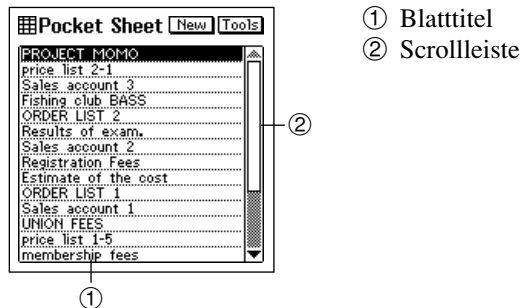 Pocket Sheet New Tools
PROJECT MOMO
price list 2-1
Sales account 3
Fishing club BASS
ORDER LIST 2
Results of exam.
Sales account 2
Registration Fees
Estimate of the cost
ORDER LIST 1
Sales account 1
UNION FEES
price list 1-5
membership fees
①
②
① Blatttitel
② Scrollleiste